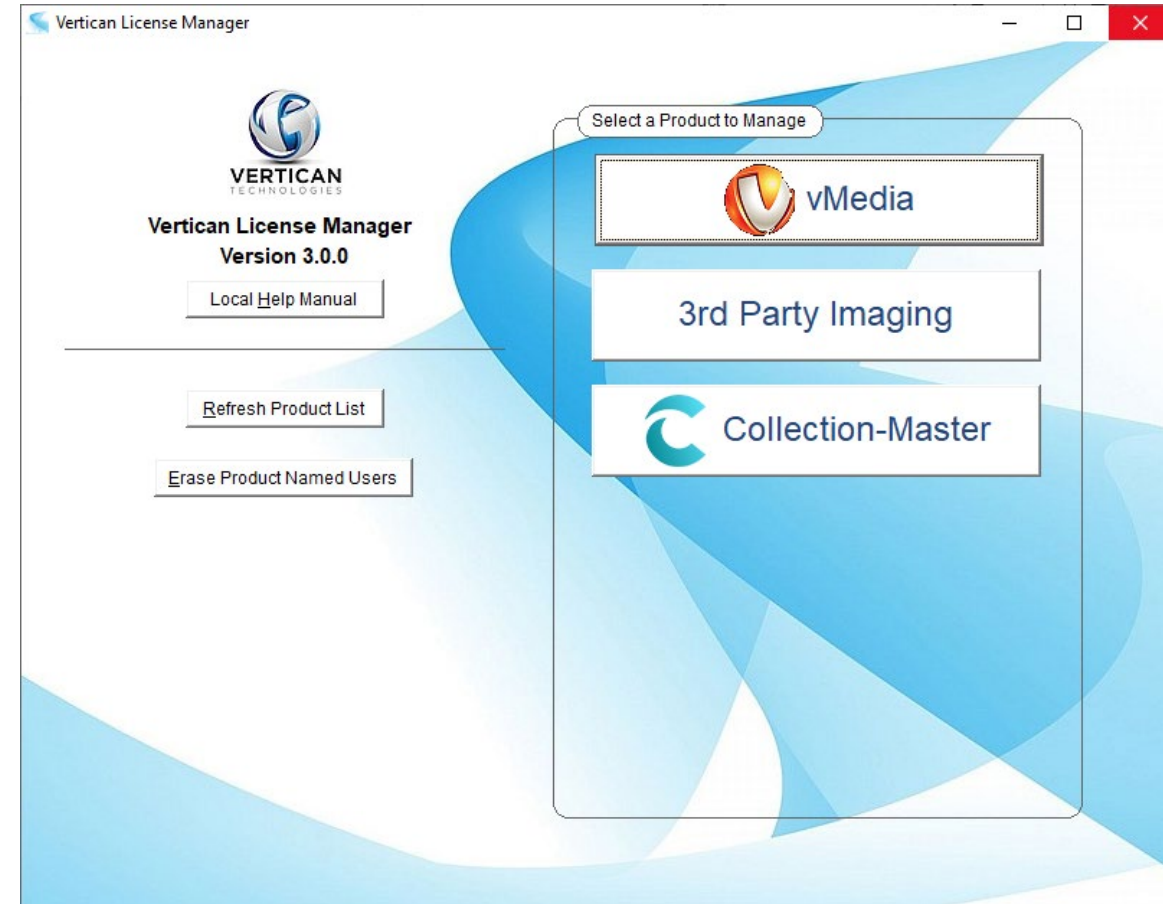 Vertican License Manager
VERTICAN
TECHNOLOGIES
Vertican License Manager
Version 3.0.0
Local Help Manual
Refresh Product List
Erase Product Named Users
Select a Product to Manage
vMedia
3rd Party Imaging
Collection-Master